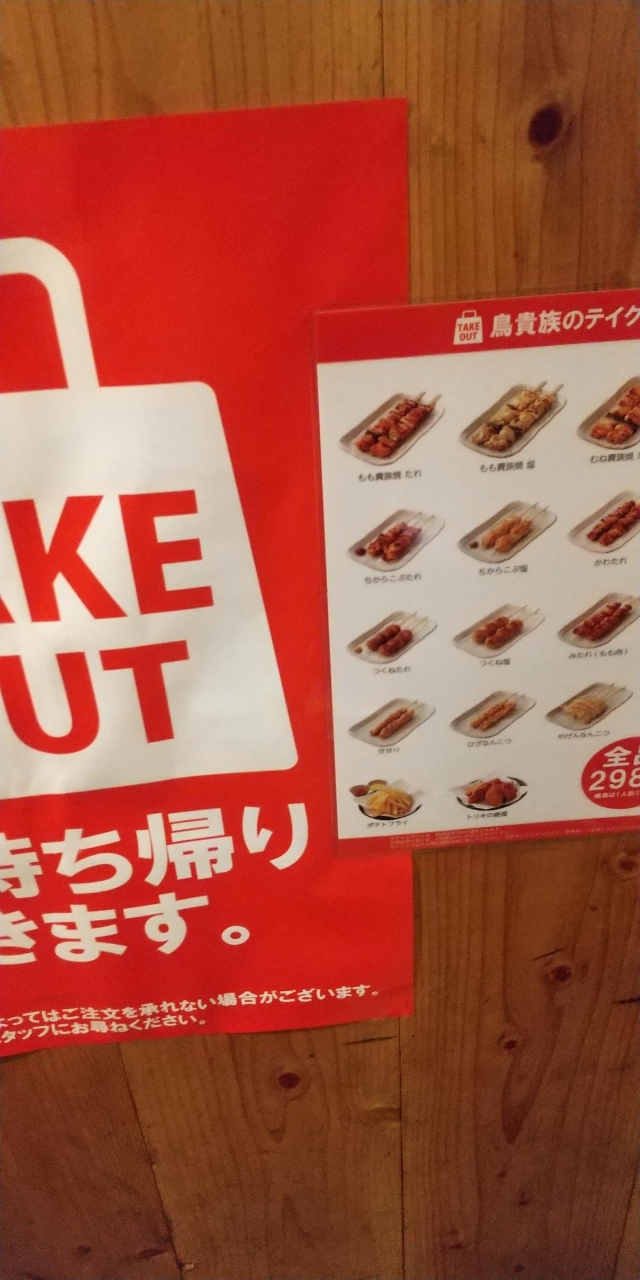 AKE
OUT
持ち帰り
きます。
よってはご注文を承れない場合がございます。
スタッフにお尋ねください。
TAKE
OUT
鳥貴族のテイク
もも貴族焼 たれ
もも貴族焼 塩
むね貴族焼
ちからこぶたれ
ちからこぶ塩
かわたれ
つくねたれ
つくね塩
みたれ(もも肉)
せせり
ひざなんこつ
やげんなんこつ
ポテトフライ
トリキの唐揚
全品
298